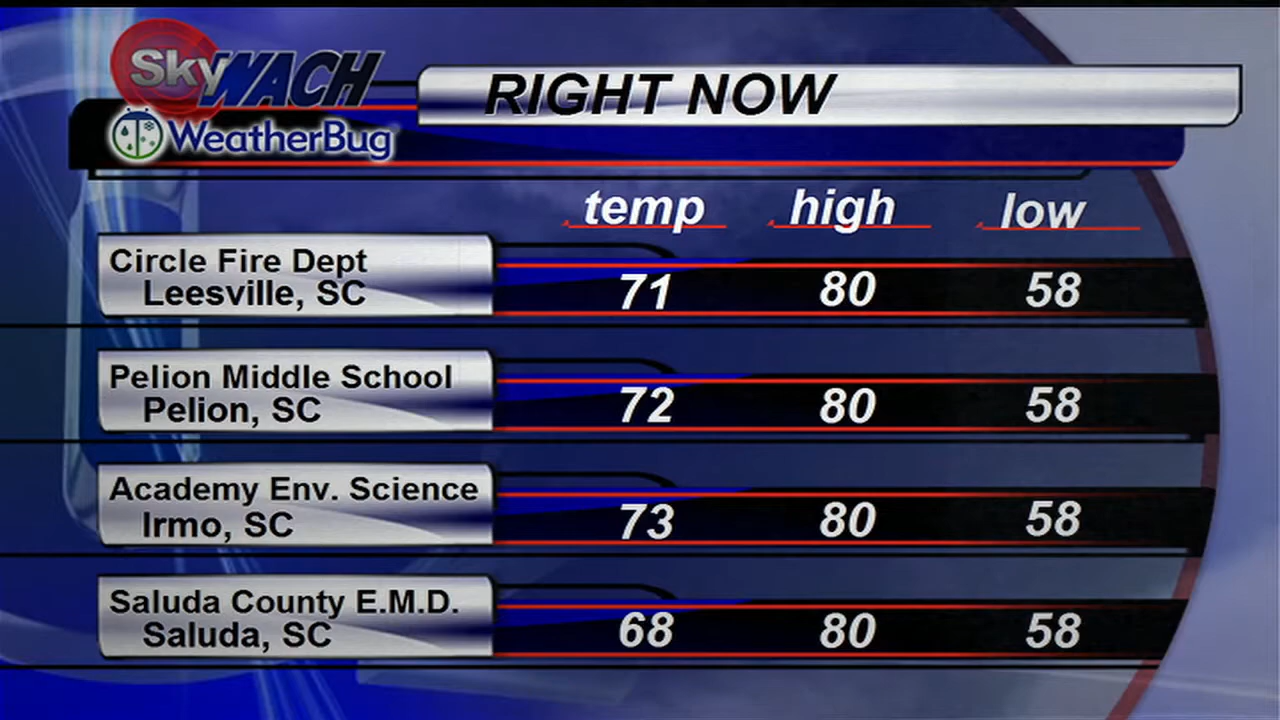 SkyWACH
RIGHT NOW
WeatherBug
temp high low
Circle Fire Dept
Leesville, SC
71 80 58
Pelion Middle School
Pelion, SC
72 80 58
Academy Env. Science
Irmo, SC
73 80 58
Saluda County E.M.D.
Saluda, SC
68 80 58